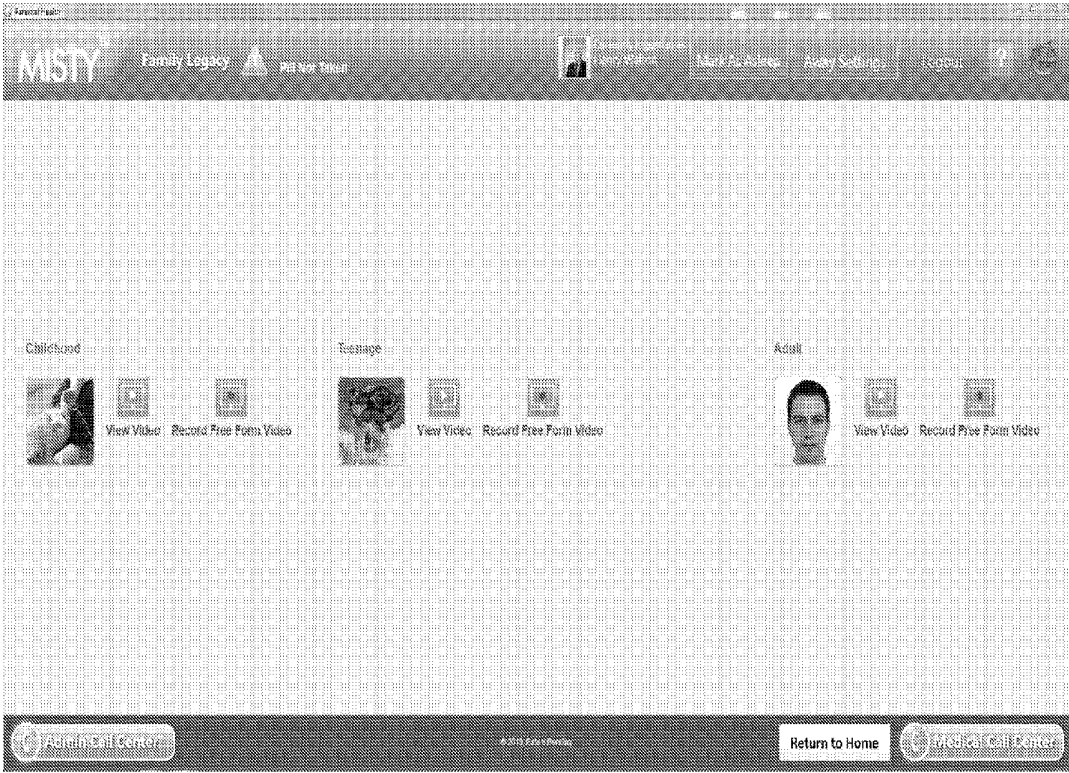 MISTY
Family Legacy
Pill Not Taken
Logout
?
Childhood
View Video
Record Free Form Video
Teenage
View Video
Record Free Form Video
Adult
View Video
Record Free Form Video
Admin Call Center
Return to Home
Medical Call Center